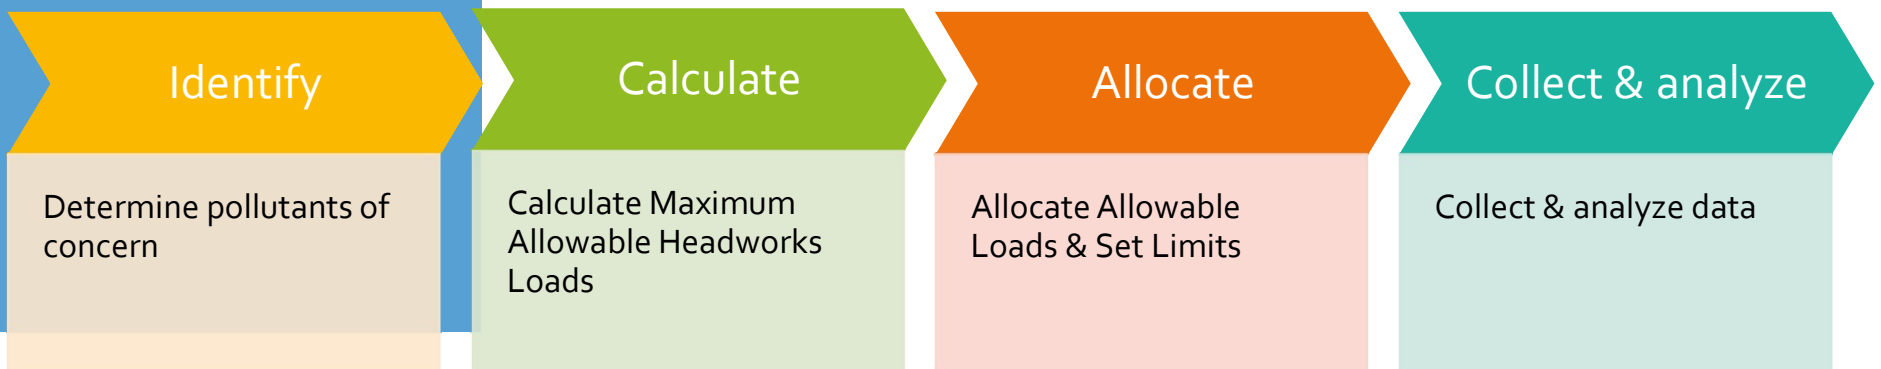 Identify
Determine pollutants of
concern
Calculate
Calculate Maximum
Allowable Headworks
Loads
Allocate
Allocate Allowable
Loads & Set Limits
Collect & analyze
Collect & analyze data